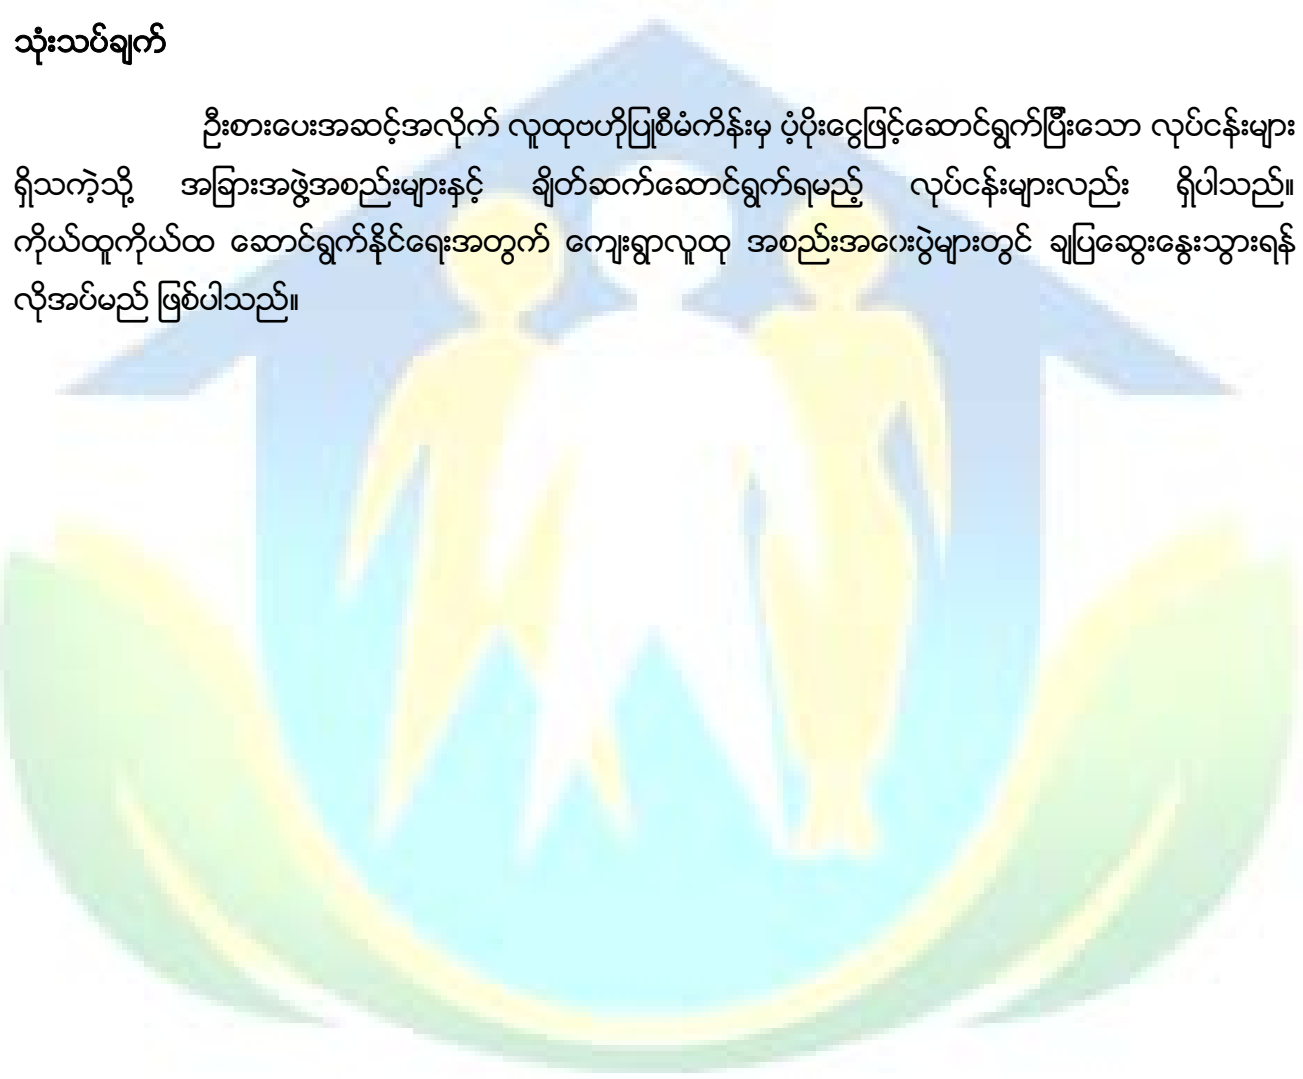 သုံးသပ်ချက်
ဦးစားပေးအဆင့်အလိုက် လူထုဗဟိုပြုစီမံကိန်းမှ ပံ့ပိုးငွေဖြင့်ဆောင်ရွက်ပြီးသော လုပ်ငန်းများ
ရှိသကဲ့သို့ အခြားအဖွဲ့အစည်းများနှင့် ချိတ်ဆက်ဆောင်ရွက်ရမည့် လုပ်ငန်းများလည်း ရှိပါသည်။
ကိုယ်ထူကိုယ်ထ ဆောင်ရွက်နိုင်ရေးအတွက် ကျေးရွာလူထု အစည်းအဝေးပွဲများတွင် ချပြဆွေးနွေးသွားရန်
လိုအပ်မည် ဖြစ်ပါသည်။